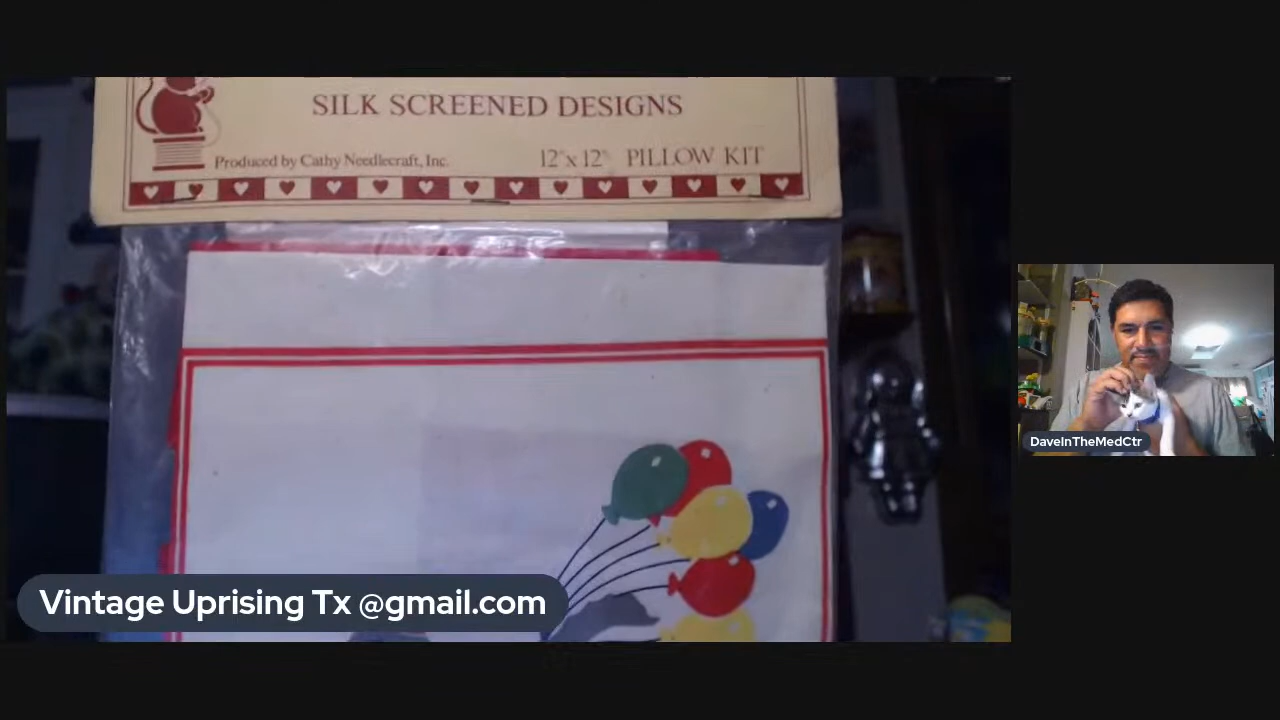 SILK SCREENED DESIGNS
Produced by Cathy Needlecraft, Inc.
12" x 12" PILLOW KIT
Vintage Uprising Tx @gmail.com
DaveInTheMedCtr